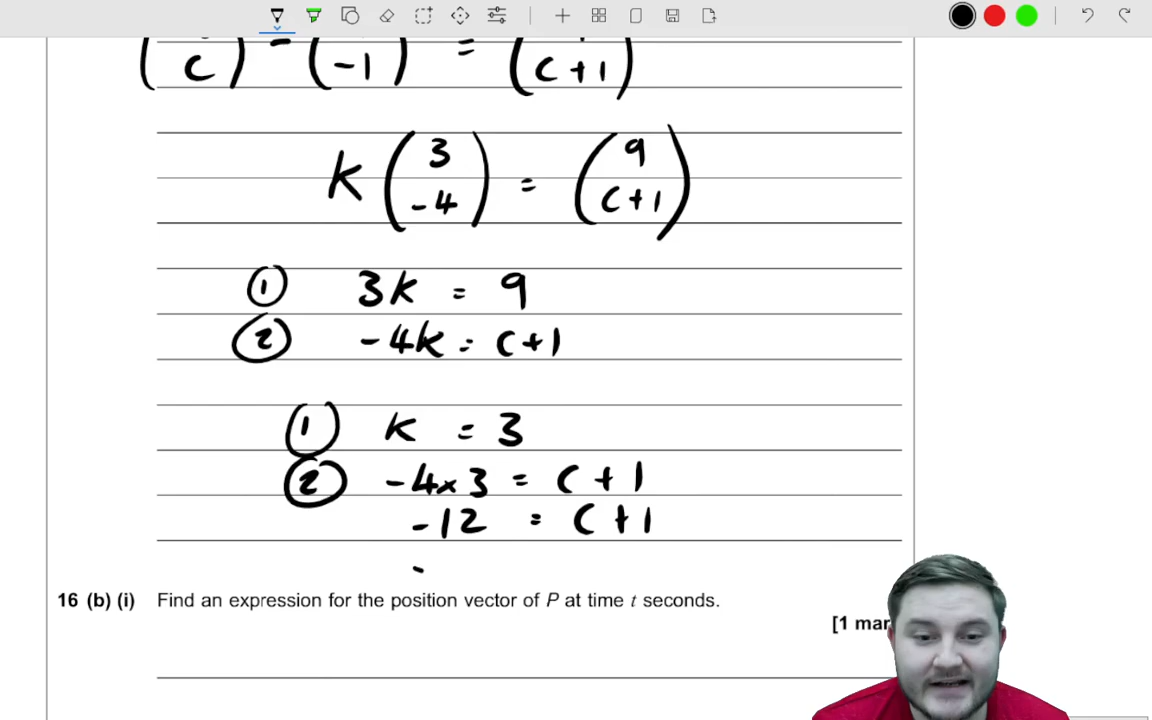 ( c ) - ( -1 ) = ( c + 1 )
k ( 3 -4 ) = ( 9 c + 1 )
① 3k = 9
② -4k = c + 1
① k = 3
② -4 × 3 = c + 1
-12 = c + 1
-
16 (b) (i) Find an expression for the position vector of P at time t seconds.
[1 mar